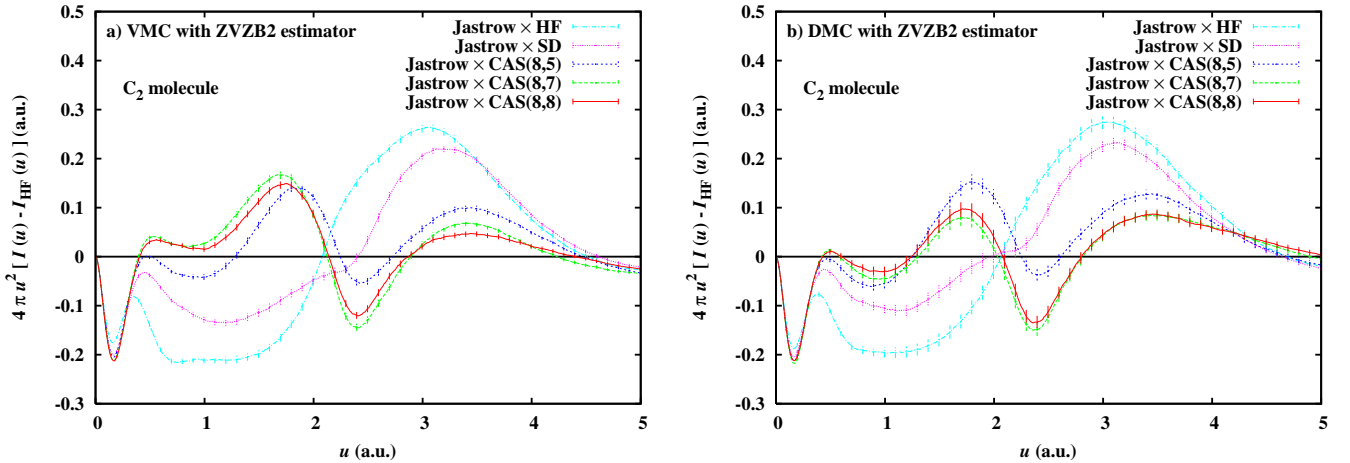 a) VMC with ZVZB2 estimator
C2 molecule
Jastrow × HF
Jastrow × SD
Jastrow × CAS(8,5)
Jastrow × CAS(8,7)
Jastrow × CAS(8,8)
4 π u² [ I (u) - I_HF (u) ] (a.u.)
0.5
0.4
0.3
0.2
0.1
0
-0.1
-0.2
-0.3
0 1 2 3 4 5
u (a.u.)
b) DMC with ZVZB2 estimator
C2 molecule
Jastrow × HF
Jastrow × SD
Jastrow × CAS(8,5)
Jastrow × CAS(8,7)
Jastrow × CAS(8,8)
4 π u² [ I (u) - I_HF (u) ] (a.u.)
0.5
0.4
0.3
0.2
0.1
0
-0.1
-0.2
-0.3
0 1 2 3 4 5
u (a.u.)